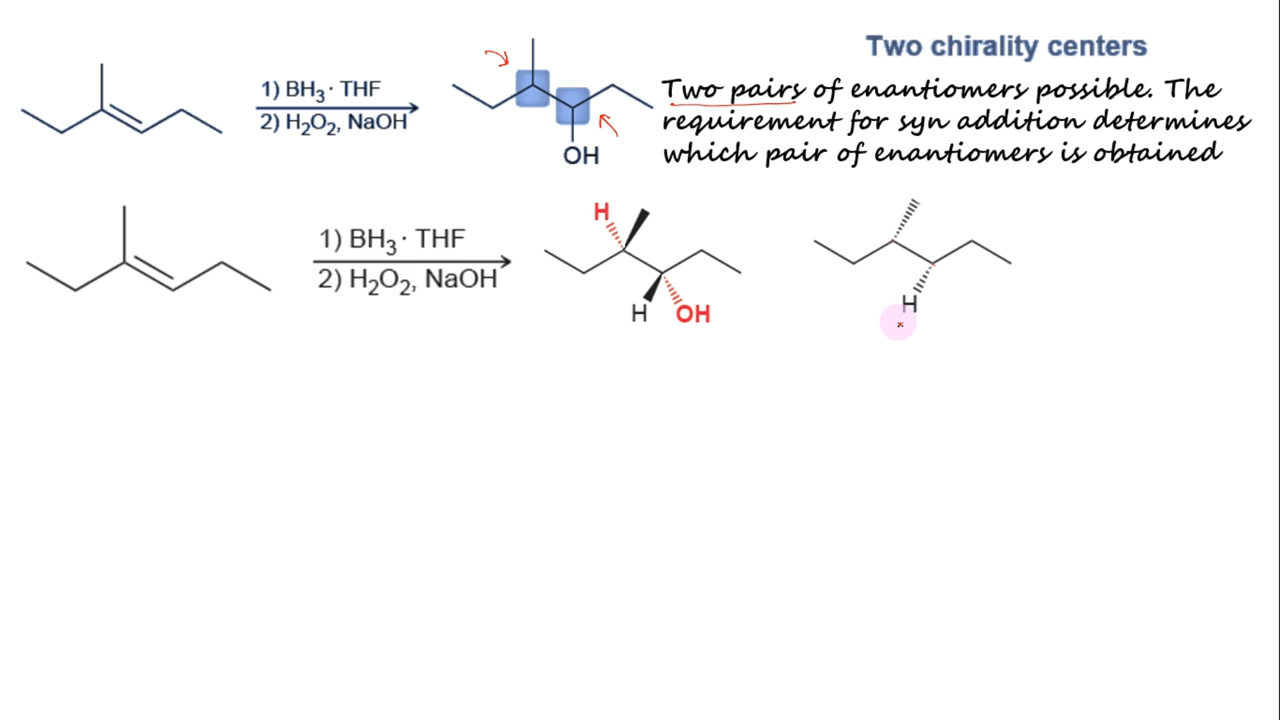 Two chirality centers
1) BH3 · THF
2) H2O2, NaOH
OH
Two pairs of enantiomers possible. The
requirement for syn addition determines
which pair of enantiomers is obtained
1) BH3 · THF
2) H2O2, NaOH
H
H
OH
H